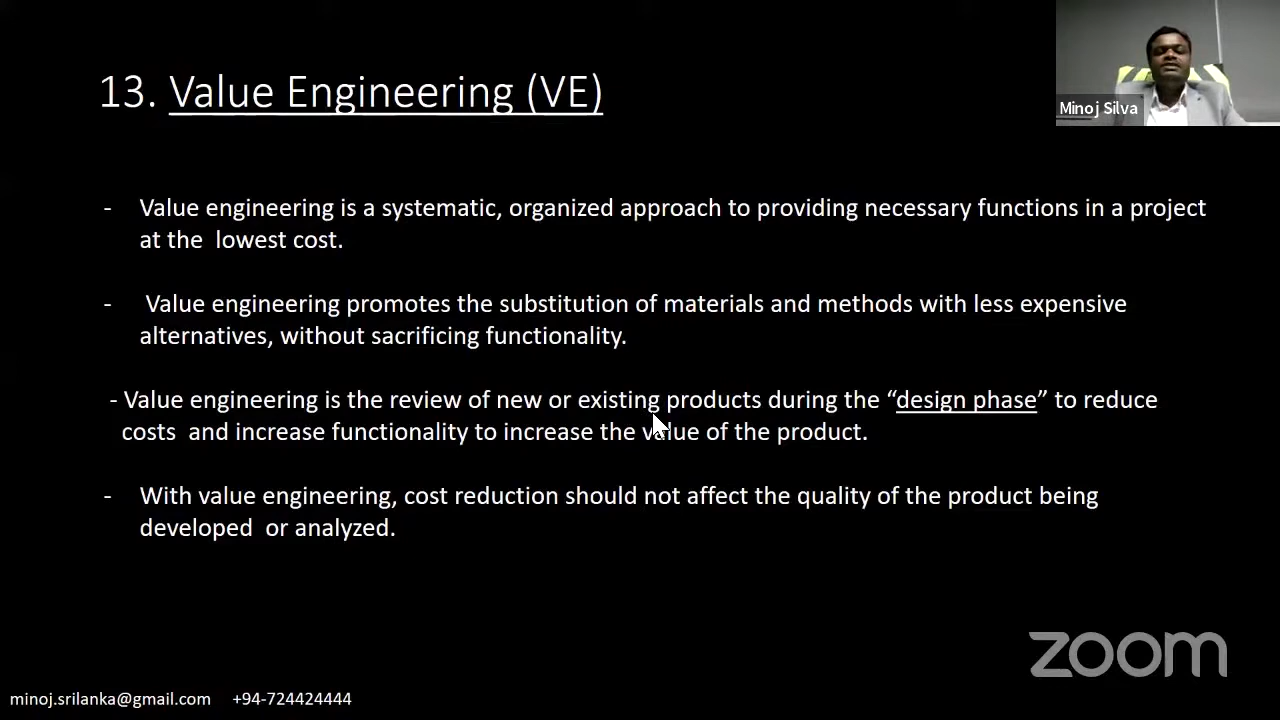 13. Value Engineering (VE)
Minoj Silva
- Value engineering is a systematic, organized approach to providing necessary functions in a project
at the lowest cost.
- Value engineering promotes the substitution of materials and methods with less expensive
alternatives, without sacrificing functionality.
- Value engineering is the review of new or existing products during the “design phase” to reduce
costs and increase functionality to increase the value of the product.
- With value engineering, cost reduction should not affect the quality of the product being
developed or analyzed.
zoom
minoj.srilanka@gmail.com +94-724424444